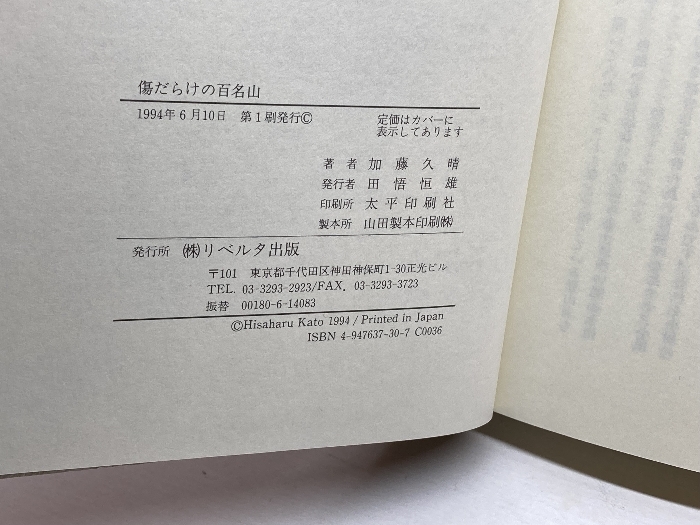 傷だらけの百名山
1994年6月10日 第1刷発行©
定価はカバーに
表示してあります
著者 加藤久晴
発行者 田悟恒雄
印刷所 太平印刷社
製本所 山田製本印刷㈱
発行所 ㈱リベルタ出版
〒101 東京都千代田区神田神保町1-30正光ビル
TEL. 03-3293-2923/FAX. 03-3293-3723
振替 00180-6-14083
©Hisaharu Kato 1994 / Printed in Japan
ISBN 4-947637-30-7 C0036